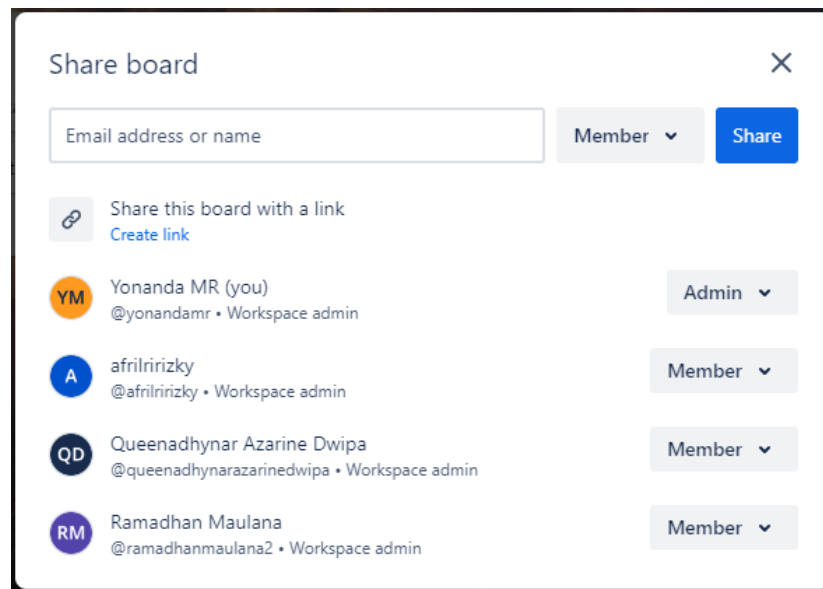 Share board
Email address or name
Member
Share
Share this board with a link
Create link
YM
Yonanda MR (you)
@yonandamr • Workspace admin
Admin
A
afrilririzky
@afrilririzky • Workspace admin
Member
QD
Queenadhynar Azarine Dwipa
@queenadhynarazarinedwipa • Workspace admin
Member
RM
Ramadhan Maulana
@ramadhanmaulana2 • Workspace admin
Member